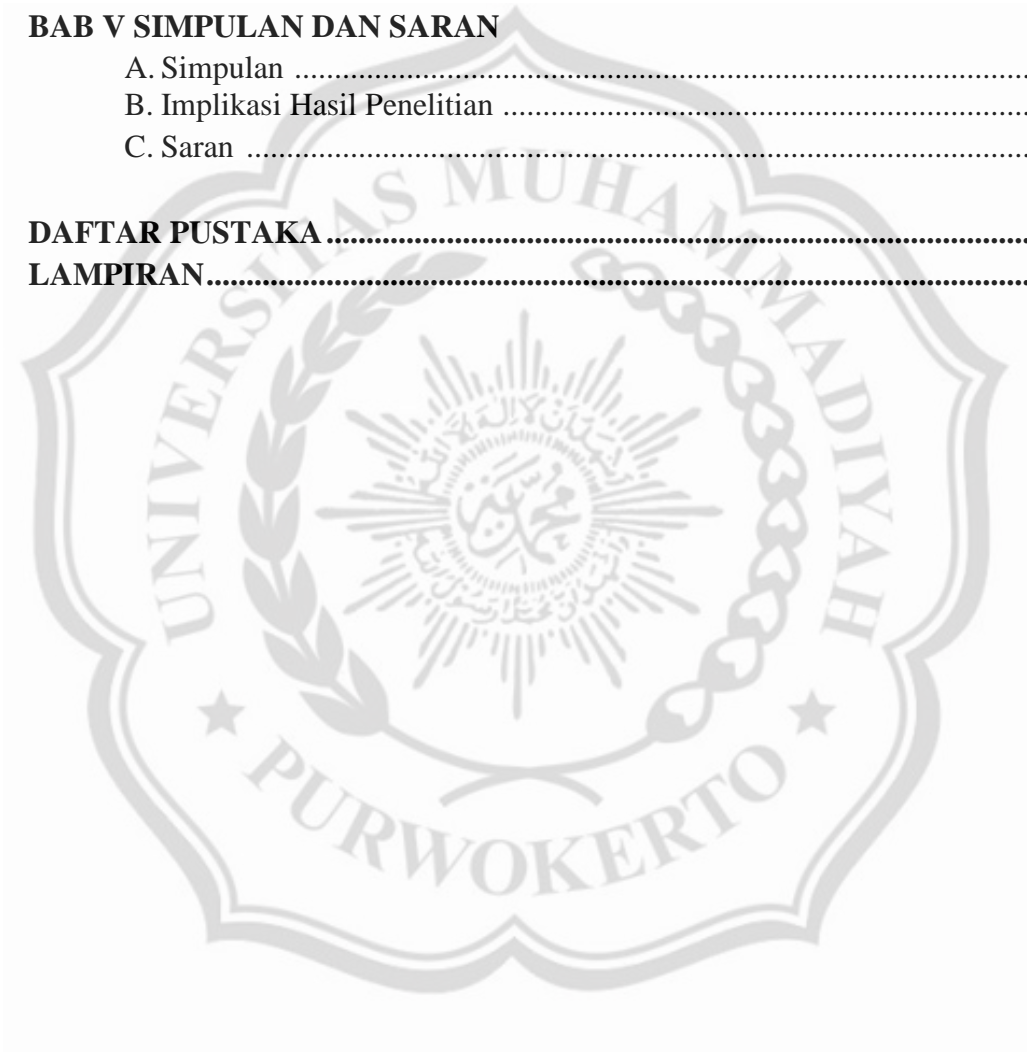 BAB V SIMPULAN DAN SARAN
A. Simpulan ........................................................................................
B. Implikasi Hasil Penelitian ................................................................
C. Saran ..............................................................................................
DAFTAR PUSTAKA ....................................................................................
LAMPIRAN..................................................................................................
UNIVERSITAS MUHAMMADIYAH
PURWOKERTO